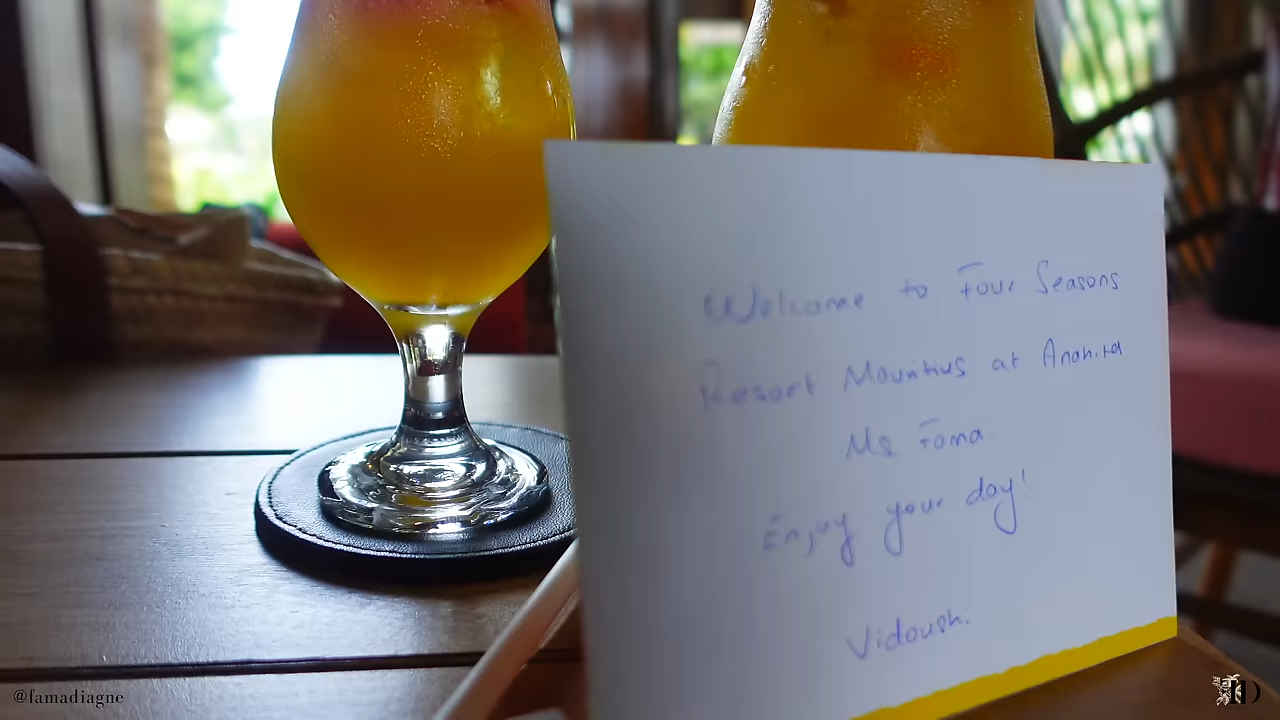 Welcome to Four Seasons
Resort Mauritius at Anahita
Ms Fama
Enjoy your day!
Vidoush.
@famadiagne